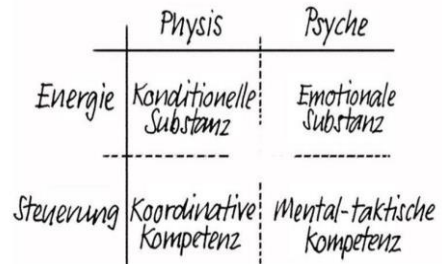 Physis Psyche
Energie Konditionelle Emotionale
Substanz Substanz
Steuerung Koordinative Mental-taktische
Kompetenz Kompetenz